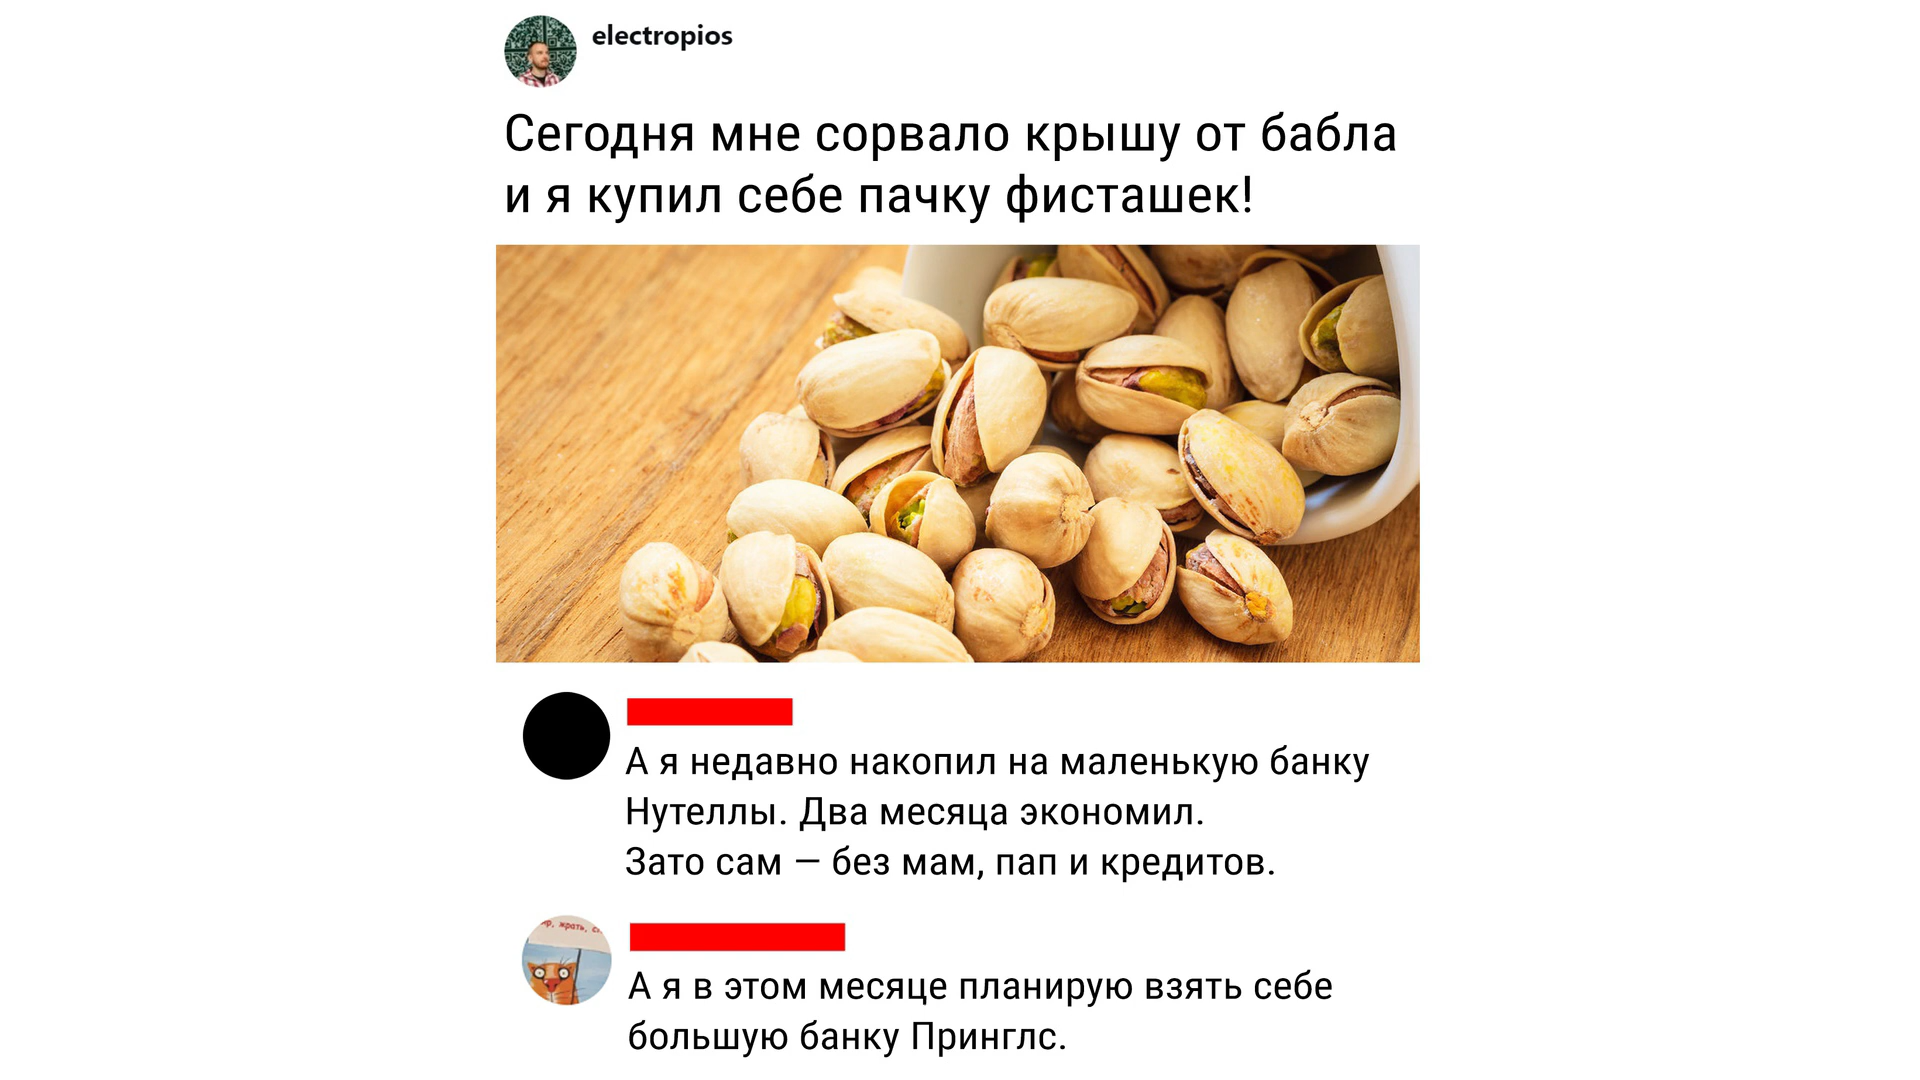 electropios
Сегодня мне сорвало крышу от бабла
и я купил себе пачку фисташек!
А я недавно накопил на маленькую банку
Нутеллы. Два месяца экономил.
Зато сам — без мам, пап и кредитов.
жрать,
А я в этом месяце планирую взять себе
большую банку Принглс.